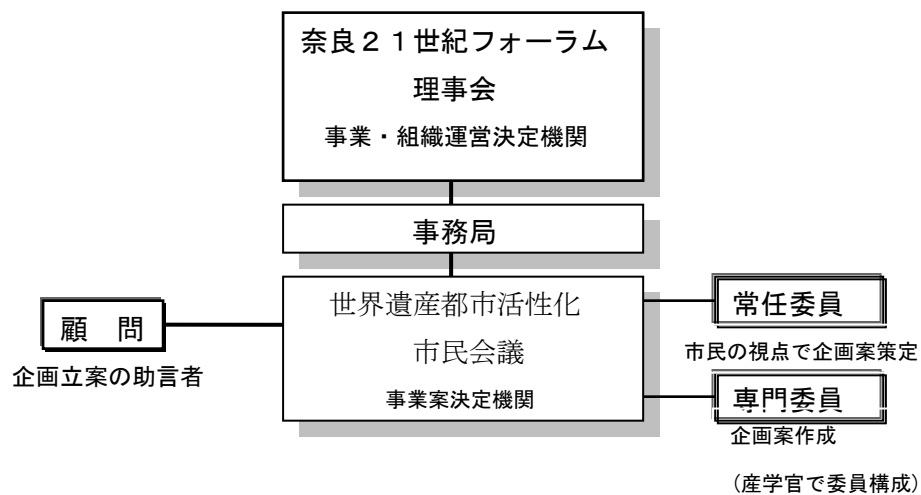 奈良２１世紀フォーラム
理事会
事業・組織運営決定機関
事務局
世界遺産都市活性化
市民会議
事業案決定機関
顧　問
企画立案の助言者
常任委員
市民の視点で企画案策定
専門委員
企画案作成
(産学官で委員構成)